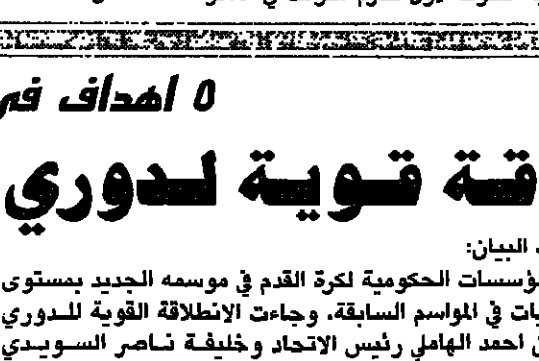 5 اهداف في
قة قوية لدوري
البيان:
لمؤسسات الحكومية لكرة القدم في موسمه الجديد بمستوى
يات في المواسم السابقة، وجاءت الانطلاقة القوية للدوري
احمد الهاملي رئيس الاتحاد وخليفة ناصر السويدي